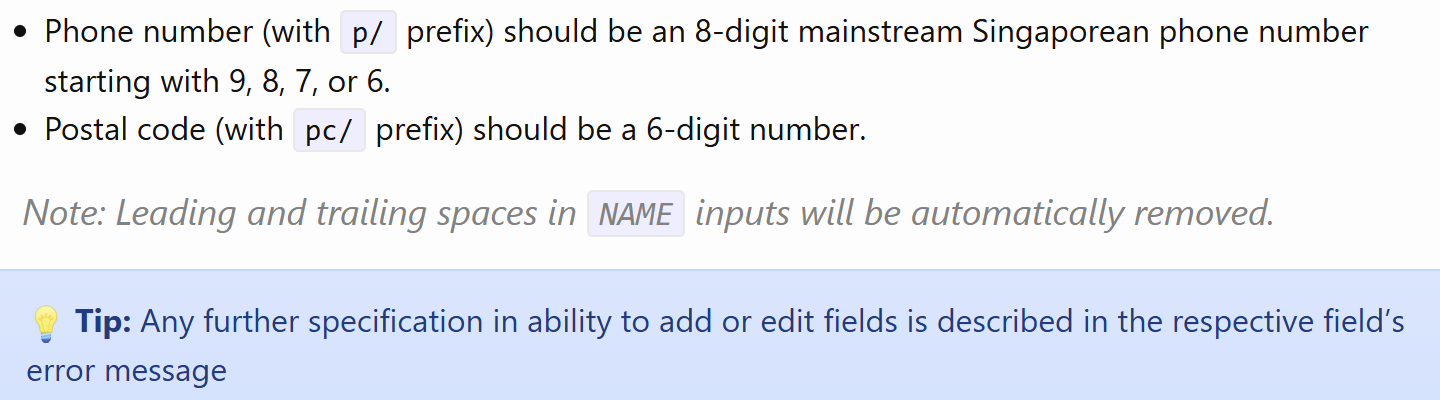 Phone number (with p/ prefix) should be an 8-digit mainstream Singaporean phone number
starting with 9, 8, 7, or 6.
Postal code (with pc/ prefix) should be a 6-digit number.
Note: Leading and trailing spaces in NAME inputs will be automatically removed.
Tip: Any further specification in ability to add or edit fields is described in the respective field’s
error message